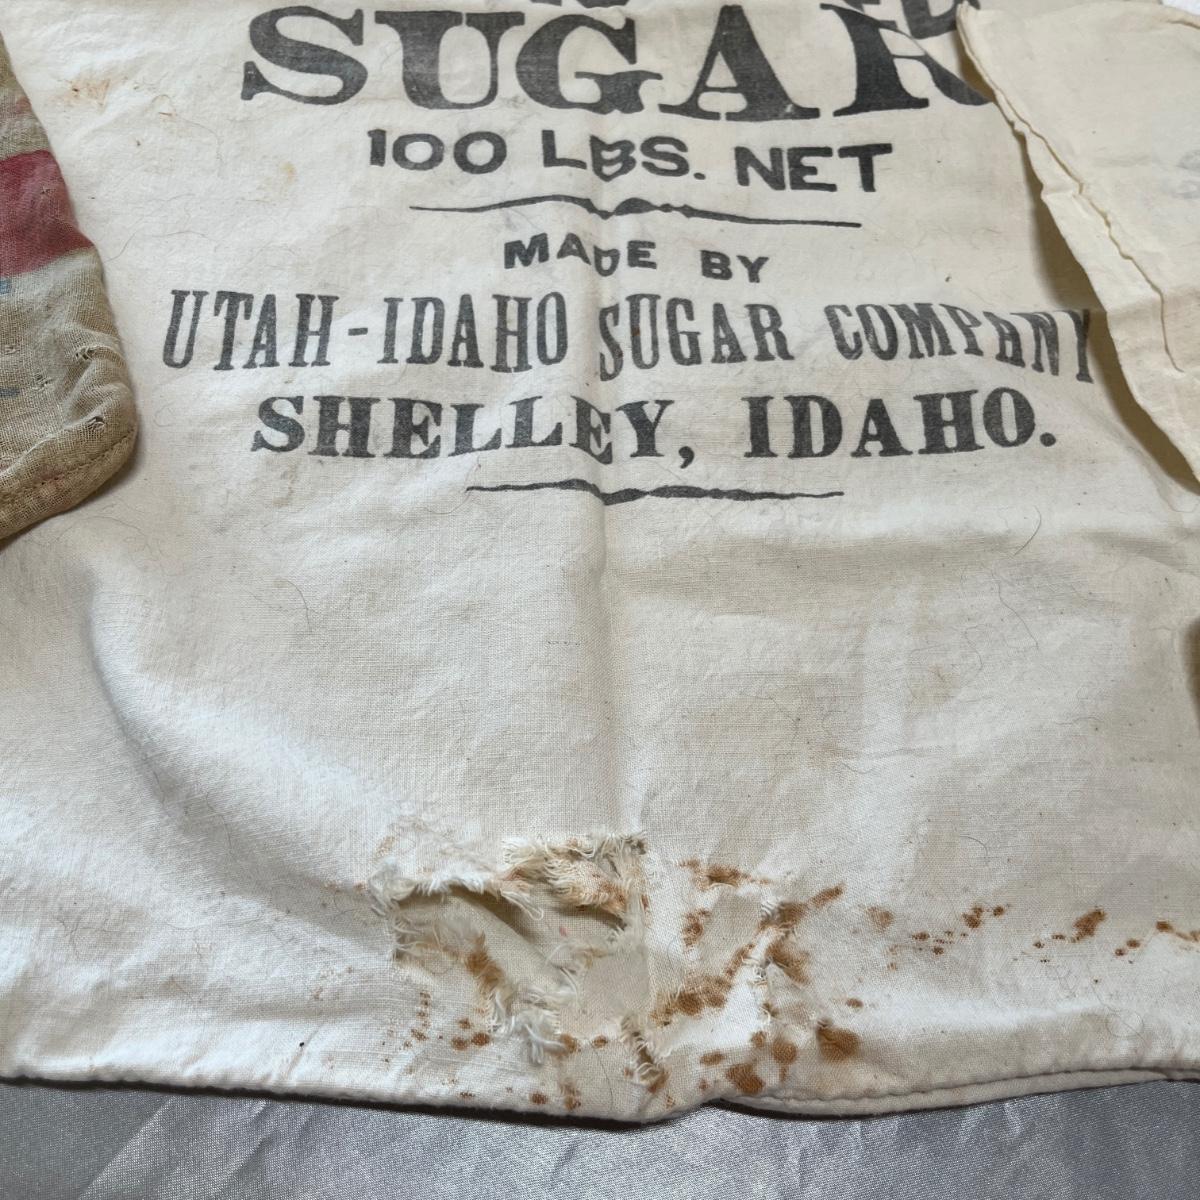 SUGAR
100 LBS. NET
MADE BY
UTAH-IDAHO SUGAR COMPANY
SHELLEY, IDAHO.